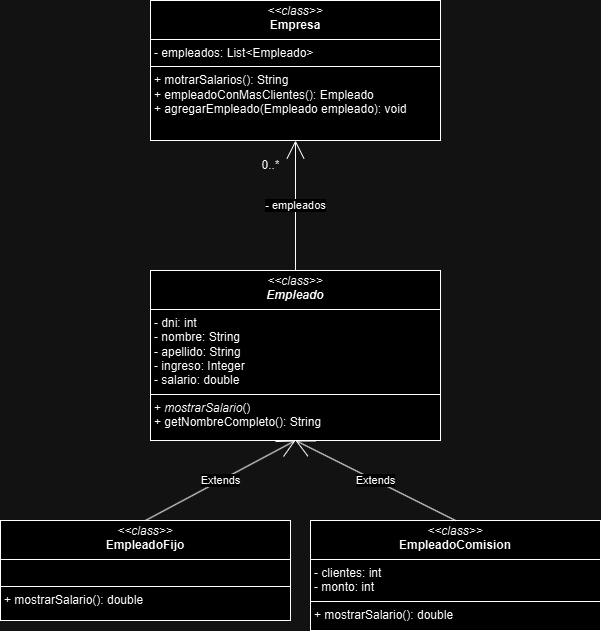 <<class>>
Empresa
- empleados: List<Empleado>
+ motrarSalarios(): String
+ empleadoConMasClientes(): Empleado
+ agregarEmpleado(Empleado empleado): void
0..*
- empleados
<<class>>
Empleado
- dni: int
- nombre: String
- apellido: String
- ingreso: Integer
- salario: double
+ mostrarSalario()
+ getNombreCompleto(): String
Extends
Extends
<<class>>
EmpleadoFijo
+ mostrarSalario(): double
<<class>>
EmpleadoComision
- clientes: int
- monto: int
+ mostrarSalario(): double